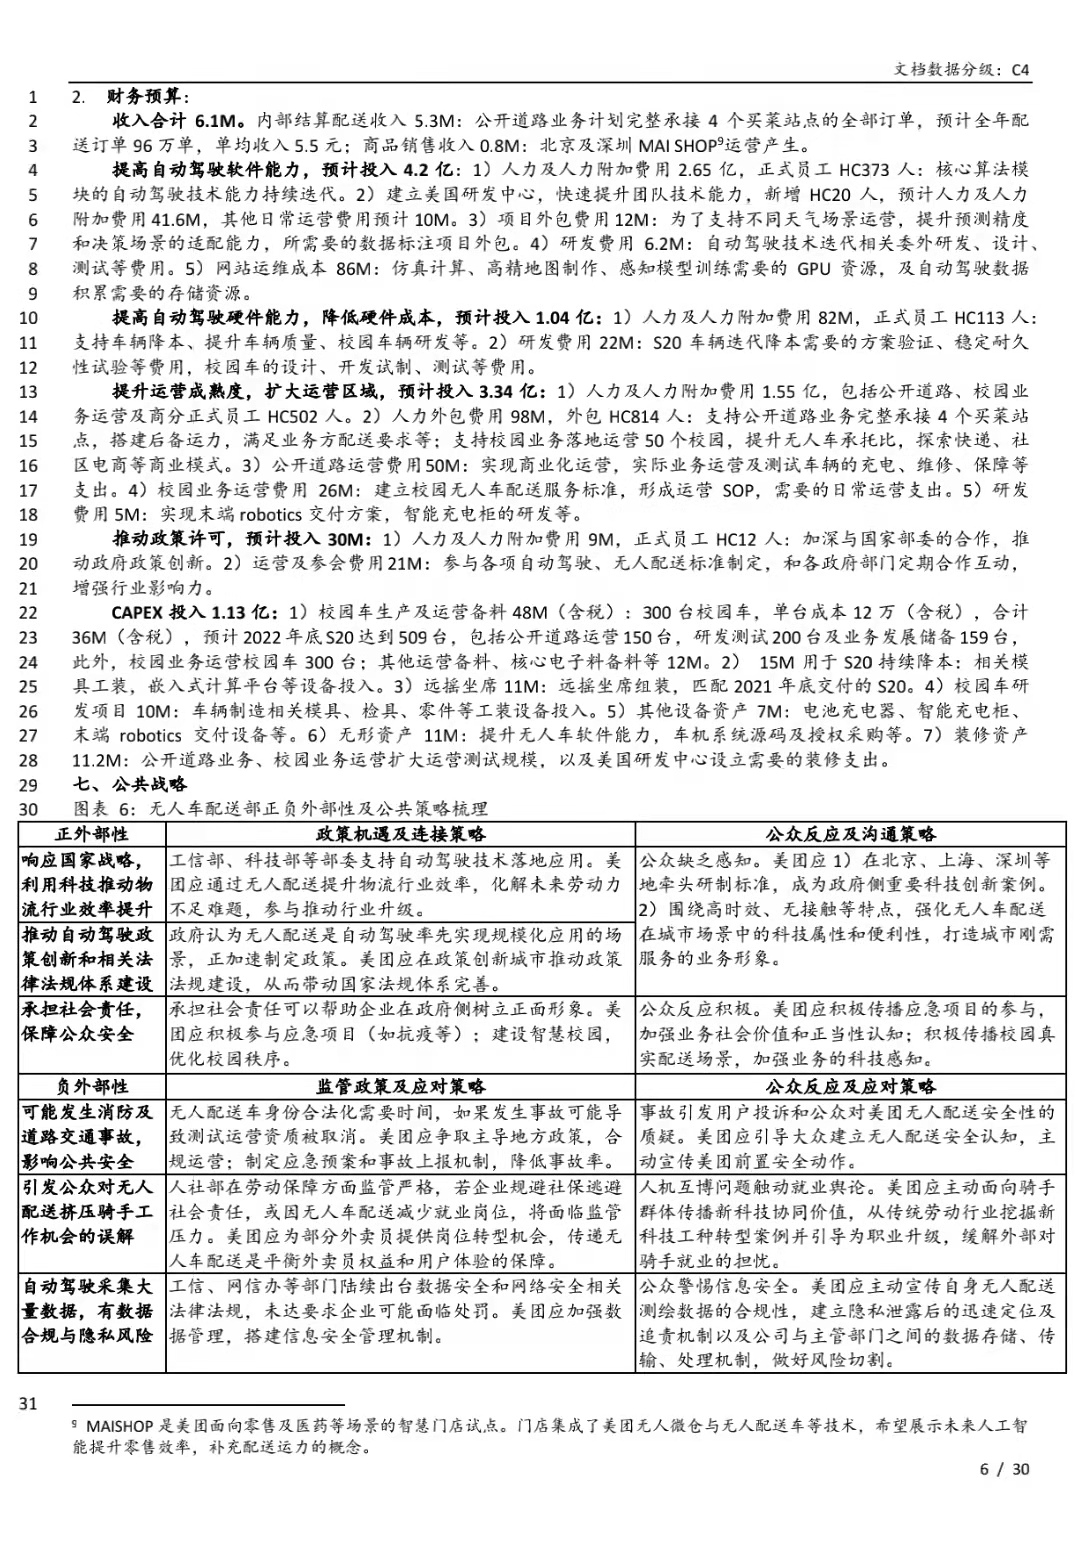 文档数据分级：C4
1 2. 财务预算：
2 收入合计 6.1M。内部结算配送收入 5.3M：公开道路业务计划完整承接 4 个买菜站点的全部订单，预计全年配
3 送订单 96 万单，单均收入 5.5 元；商品销售收入 0.8M：北京及深圳 MAI SHOP⁹运营产生。
4 提高自动驾驶软件能力，预计投入 4.2 亿：1）人力及人力附加费用 2.65 亿，正式员工 HC373 人：核心算法模
5 块的自动驾驶技术能力持续迭代。2）建立美国研发中心，快速提升团队技术能力，新增 HC20 人，预计人力及人力
6 附加费用 41.6M，其他日常运营费用预计 10M。3）项目外包费用 12M：为了支持不同天气场景运营，提升预测精度
7 和决策场景的适配能力，所需要的数据标注项目外包。4）研发费用 6.2M：自动驾驶技术迭代相关委外研发、设计、
8 测试等费用。5）网站运维成本 86M：仿真计算、高精地图制作、感知模型训练需要的 GPU 资源，及自动驾驶数据
9 积累需要的存储资源。
10 提高自动驾驶硬件能力，降低硬件成本，预计投入 1.04 亿：1）人力及人力附加费用 82M，正式员工 HC113 人：
11 支持车辆降本、提升车辆质量、校园车辆研发等。2）研发费用 22M：S20 车辆迭代降本需要的方案验证、稳定耐久
12 性试验等费用，校园车的设计、开发试制、测试等费用。
13 提升运营成熟度，扩大运营区域，预计投入 3.34 亿：1）人力及人力附加费用 1.55 亿，包括公开道路、校园业
14 务运营及商分正式员工 HC502 人。2）人力外包费用 98M，外包 HC814 人：支持公开道路业务完整承接 4 个买菜站
15 点，搭建后备运力，满足业务方配送要求等；支持校园业务落地运营 50 个校园，提升无人车承托比，探索快递、社
16 区电商等商业模式。3）公开道路运营费用 50M：实现商业化运营，实际业务运营及测试车辆的充电、维修、保障等
17 支出。4）校园业务运营费用 26M：建立校园无人车配送服务标准，形成运营 SOP，需要的日常运营支出。5）研发
18 费用 5M：实现末端 robotics 交付方案，智能充电柜的研发等。
19 推动政策许可，预计投入 30M：1）人力及人力附加费用 9M，正式员工 HC12 人：加深与国家部委的合作，推
20 动政府政策创新。2）运营及参会费用 21M：参与各项自动驾驶、无人配送标准制定，和各政府部门定期合作互动，
21 增强行业影响力。
22 CAPEX 投入 1.13 亿：1）校园车生产及运营备料 48M（含税）：300 台校园车，单台成本 12 万（含税），合计
23 36M（含税），预计 2022 年底 S20 达到 509 台，包括公开道路运营 150 台，研发测试 200 台及业务发展储备 159 台，
24 此外，校园业务运营校园车 300 台；其他运营备料、核心电子料备料等 12M。2） 15M 用于 S20 持续降本：相关模
25 具工装，嵌入式计算平台等设备投入。3）远摇坐席 11M：远摇坐席组装，匹配 2021 年底交付的 S20。4）校园车研
26 发项目 10M：车辆制造相关模具、检具、零件等工装设备投入。5）其他设备资产 7M：电池充电器、智能充电柜、
27 末端 robotics 交付设备等。6）无形资产 11M：提升无人车软件能力，车机系统源码及授权采购等。7）装修资产
28 11.2M：公开道路业务、校园业务运营扩大运营测试规模，以及美国研发中心设立需要的装修支出。
29 七、公共战略
30 图表 6：无人车配送部正负外部性及公共策略梳理
正外部性 政策机遇及连接策略 公众反应及沟通策略
响应国家战略， 工信部、科技部等部委支持自动驾驶技术落地应用。美 公众缺乏感知。美团应 1）在北京、上海、深圳等
利用科技推动物 团应通过无人配送提升物流行业效率，化解未来劳动力 地牵头研制标准，成为政府侧重要科技创新案例。
流行业效率提升 不足难题，参与推动行业升级。 2）围绕高时效、无接触等特点，强化无人车配送
推动自动驾驶政 政府认为无人配送是自动驾驶率先实现规模化应用的场 在城市场景中的科技属性和便利性，打造城市刚需
策创新和相关法 景，正加速制定政策。美团应在政策创新城市推动政策 服务的业务形象。
律法规体系建设 法规建设，从而带动国家法规体系完善。
承担社会责任， 承担社会责任可以帮助企业在政府侧树立正面形象。美 公众反应积极。美团应积极传播应急项目的参与，
保障公众安全 团应积极参与应急项目（如抗疫等）；建设智慧校园， 加强业务社会价值和正当性认知；积极传播校园真
优化校园秩序。 实配送场景，加强业务的科技感知。
负外部性 监管政策及应对策略 公众反应及应对策略
可能发生消防及 无人配送车身份合法化需要时间，如果发生事故可能导 事故引发用户投诉和公众对美团无人配送安全性的
道路交通事故， 致测试运营资质被取消。美团应争取主导地方政策，合 质疑。美团应引导大众建立无人配送安全认知，主
影响公共安全 规运营；制定应急预案和事故上报机制，降低事故率。 动宣传美团前置安全动作。
引发公众对无人 人社部在劳动保障方面监管严格，若企业规避社保逃避 人机互博问题触动就业舆论。美团应主动面向骑手
配送挤压骑手工 社会责任，或因无人车配送减少就业岗位，将面临监管 群体传播新科技协同价值，从传统劳动行业挖掘新
作机会的误解 压力。美团应为部分外卖员提供岗位转型机会，传递无 科技工种转型案例并引导为职业升级，缓解外部对
人车配送是平衡外卖员权益和用户体验的保障。 骑手就业的担忧。
自动驾驶采集大 工信、网信办等部门陆续出台数据安全和网络安全相关 公众警惕信息安全。美团应主动宣传自身无人配送
量数据，有数据 法律法规，未达要求企业可能面临处罚。美团应加强数 测绘数据的合规性，建立隐私泄露后的迅速定位及
合规与隐私风险 据管理，搭建信息安全管理机制。 追责机制以及公司与主管部门之间的数据存储、传
输、处理机制，做好风险切割。
31
⁹ MAISHOP 是美团面向零售及医药等场景的智慧门店试点。门店集成了美团无人微仓与无人配送车等技术，希望展示未来人工智
能提升零售效率，补充配送运力的概念。
6 / 30